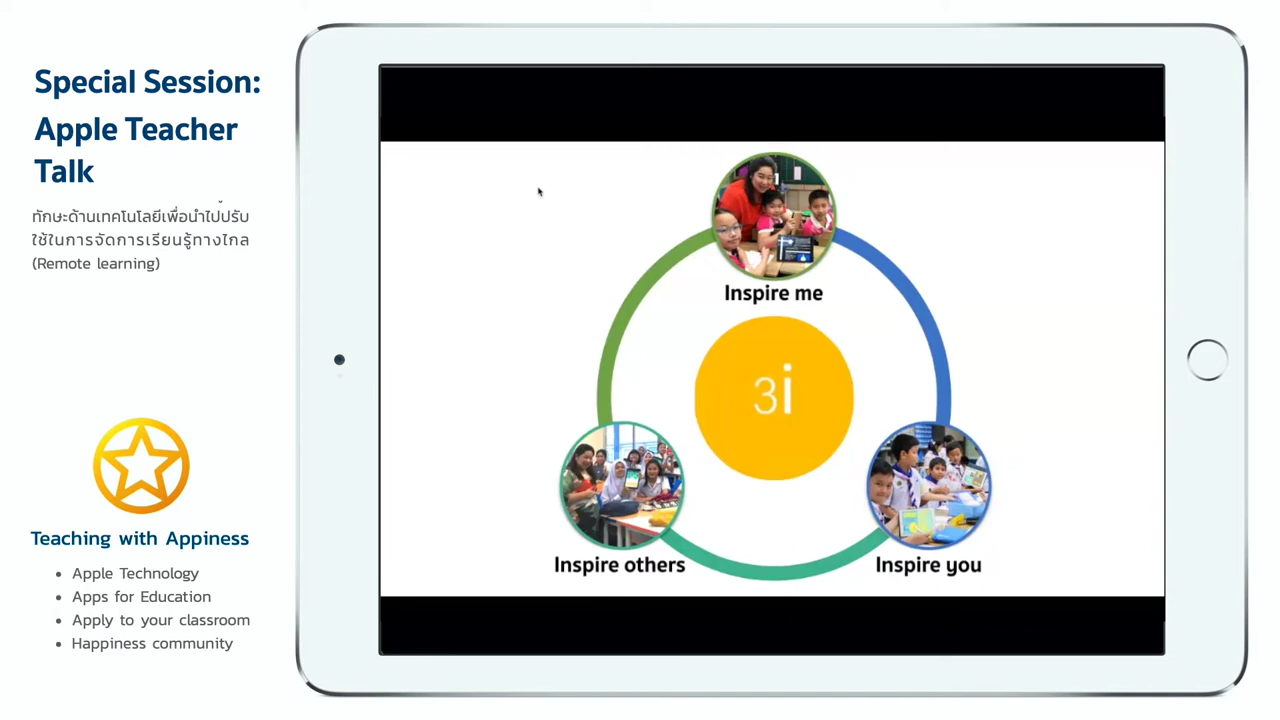 Special Session:
Apple Teacher
Talk
ทักษะด้านเทคโนโลยีเพื่อนำไปปรับ
ใช้ในการจัดการเรียนรู้ทางไกล
(Remote learning)
Teaching with Appiness
• Apple Technology
• Apps for Education
• Apply to your classroom
• Happiness community
Inspire me
3i
Inspire others
Inspire you